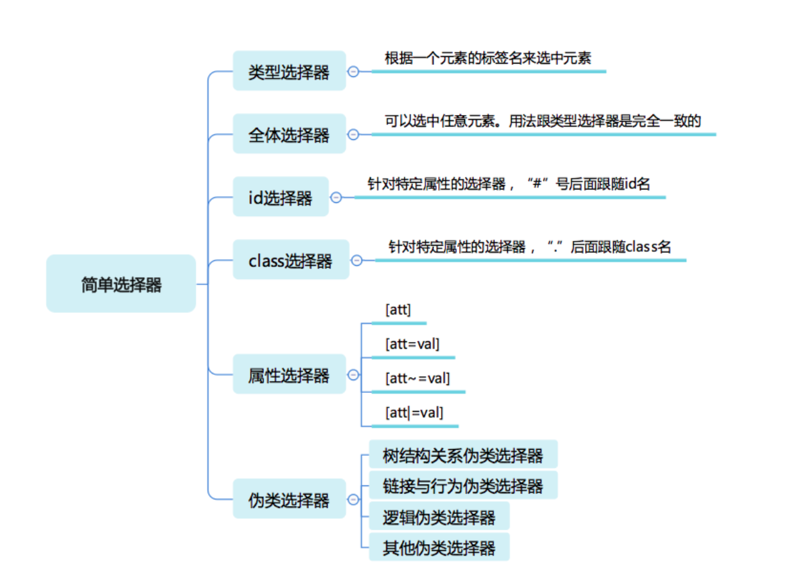 类型选择器
根据一个元素的标签名来选中元素
全体选择器
可以选中任意元素。用法跟类型选择器是完全一致的
id选择器
针对特定属性的选择器，“#”号后面跟随id名
class选择器
针对特定属性的选择器，“.”后面跟随class名
简单选择器
属性选择器
[att]
[att=val]
[att~=val]
[att|=val]
伪类选择器
树结构关系伪类选择器
链接与行为伪类选择器
逻辑伪类选择器
其他伪类选择器